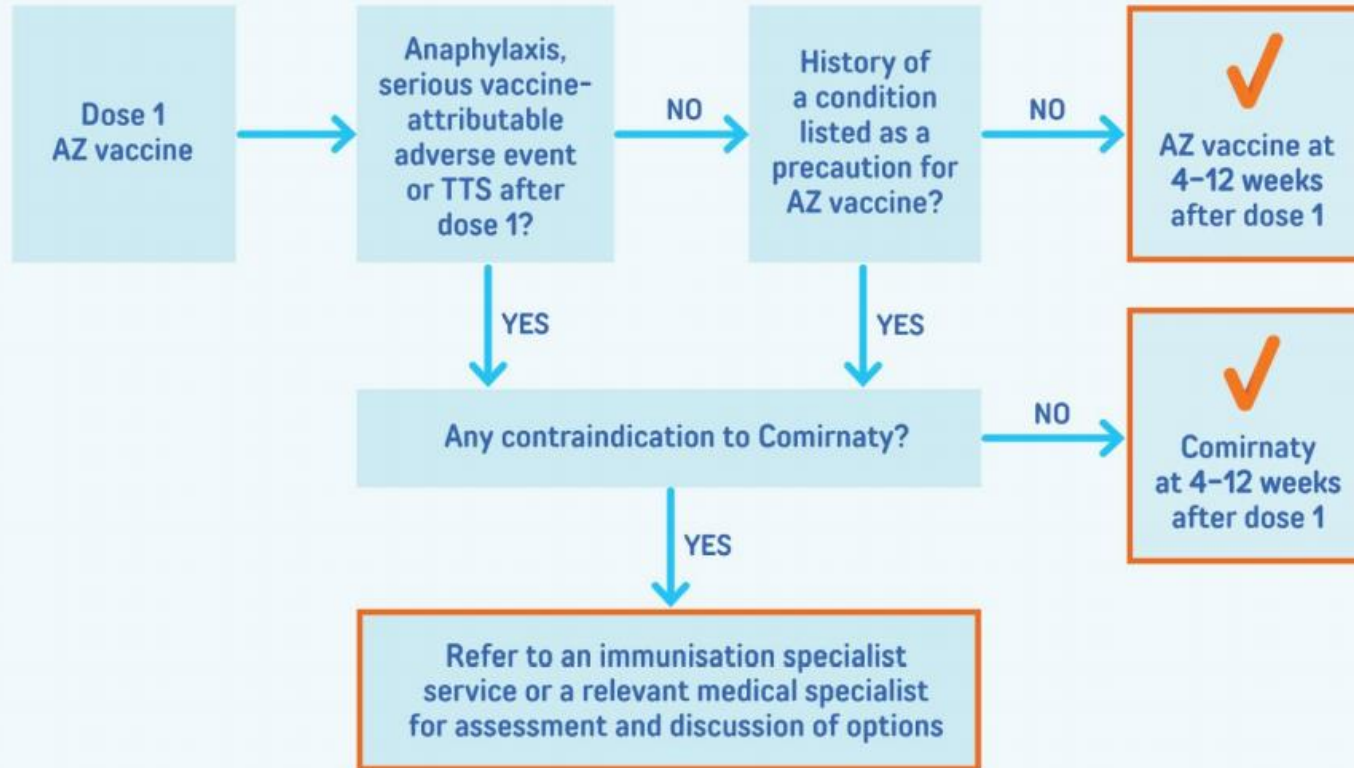 Dose 1
AZ vaccine
Anaphylaxis,
serious vaccine-
attributable
adverse event
or TTS after
dose 1?
NO
History of
a condition
listed as a
precaution for
AZ vaccine?
NO
AZ vaccine at
4–12 weeks
after dose 1
YES
YES
Any contraindication to Comirnaty?
NO
Comirnaty
at 4–12 weeks
after dose 1
YES
Refer to an immunisation specialist
service or a relevant medical specialist
for assessment and discussion of options